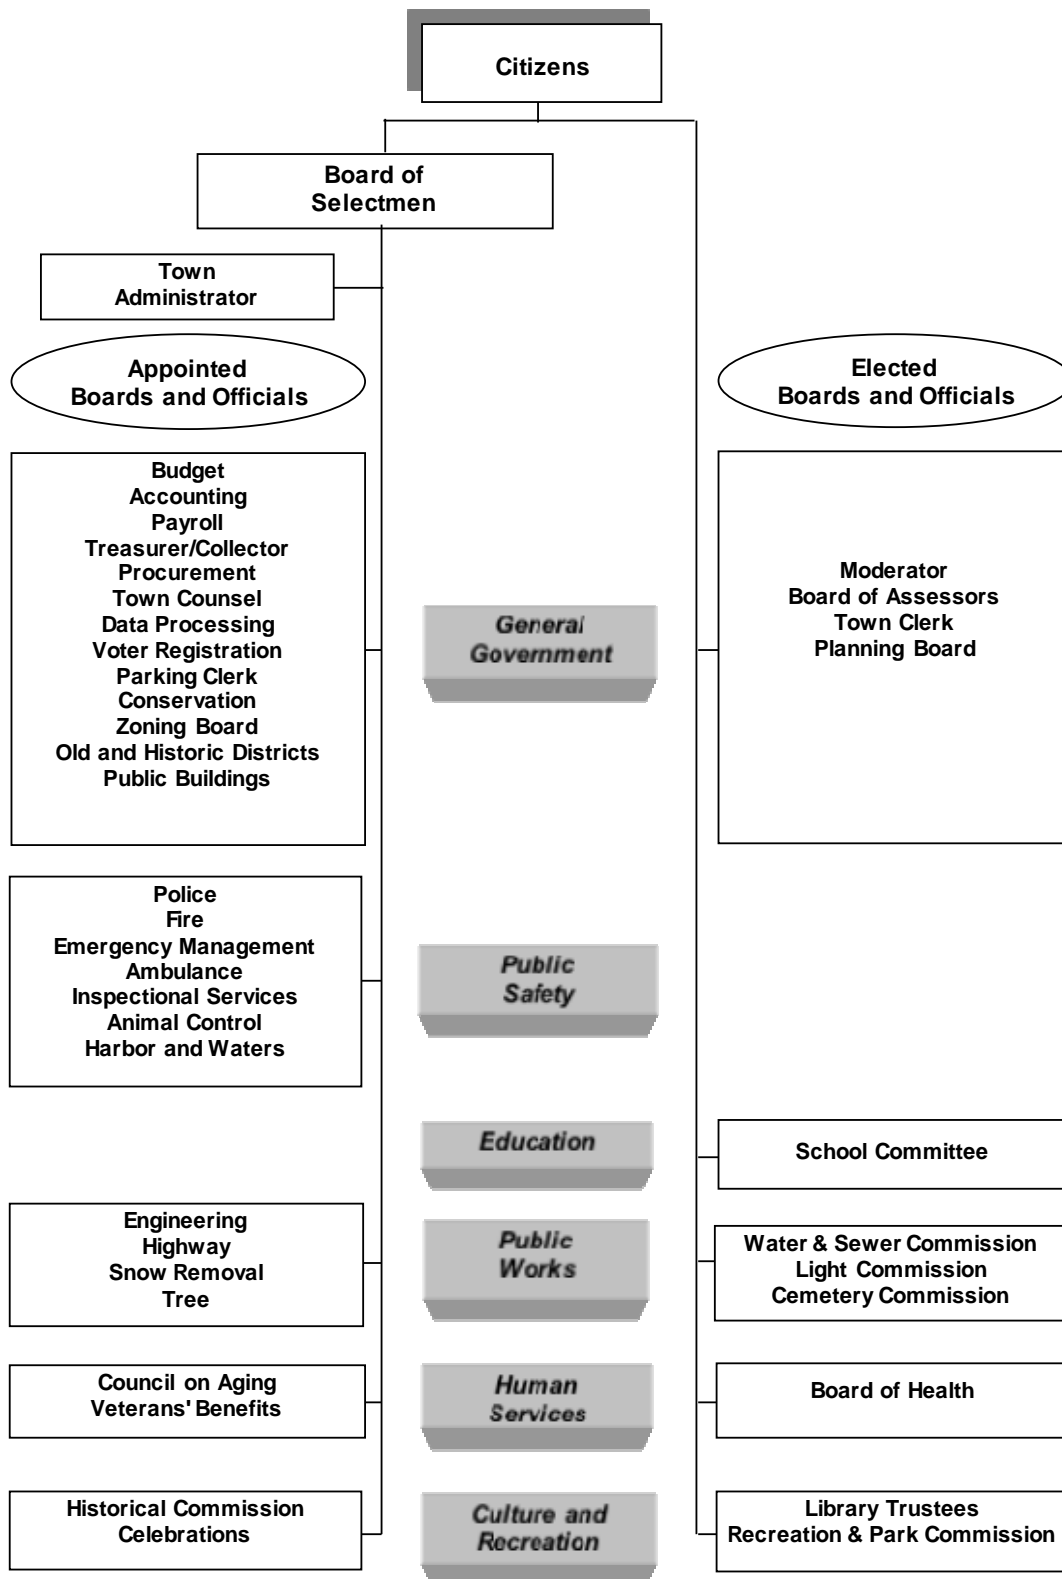 Citizens
Board of
Selectmen
Town
Administrator
Appointed
Boards and Officials
Elected
Boards and Officials
Budget
Accounting
Payroll
Treasurer/Collector
Procurement
Town Counsel
Data Processing
Voter Registration
Parking Clerk
Conservation
Zoning Board
Old and Historic Districts
Public Buildings
General
Government
Moderator
Board of Assessors
Town Clerk
Planning Board
Police
Fire
Emergency Management
Ambulance
Inspectional Services
Animal Control
Harbor and Waters
Public
Safety
Education
School Committee
Engineering
Highway
Snow Removal
Tree
Public
Works
Water & Sewer Commission
Light Commission
Cemetery Commission
Council on Aging
Veterans' Benefits
Human
Services
Board of Health
Historical Commission
Celebrations
Culture and
Recreation
Library Trustees
Recreation & Park Commission